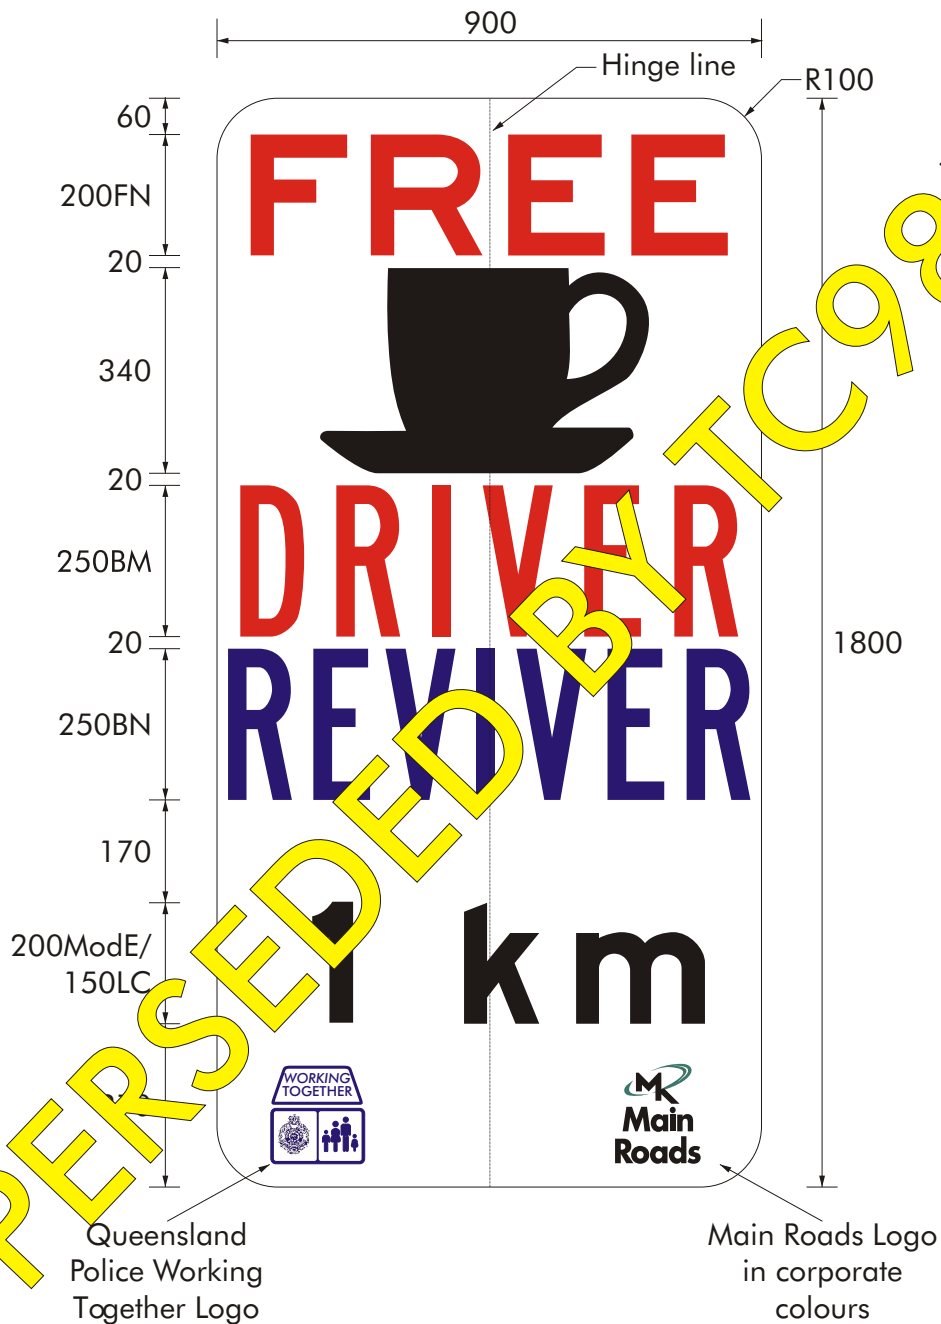 900
Hinge line
R100
60
200FN
20
340
20
250BM
20
250BN
170
200ModE/
150LC
1800
FREE
DRIVER
REVIVER
1 km
WORKING
TOGETHER
MR
Main
Roads
Queensland
Police Working
Together Logo
Main Roads Logo
in corporate
colours
PERSEDED BY TC98